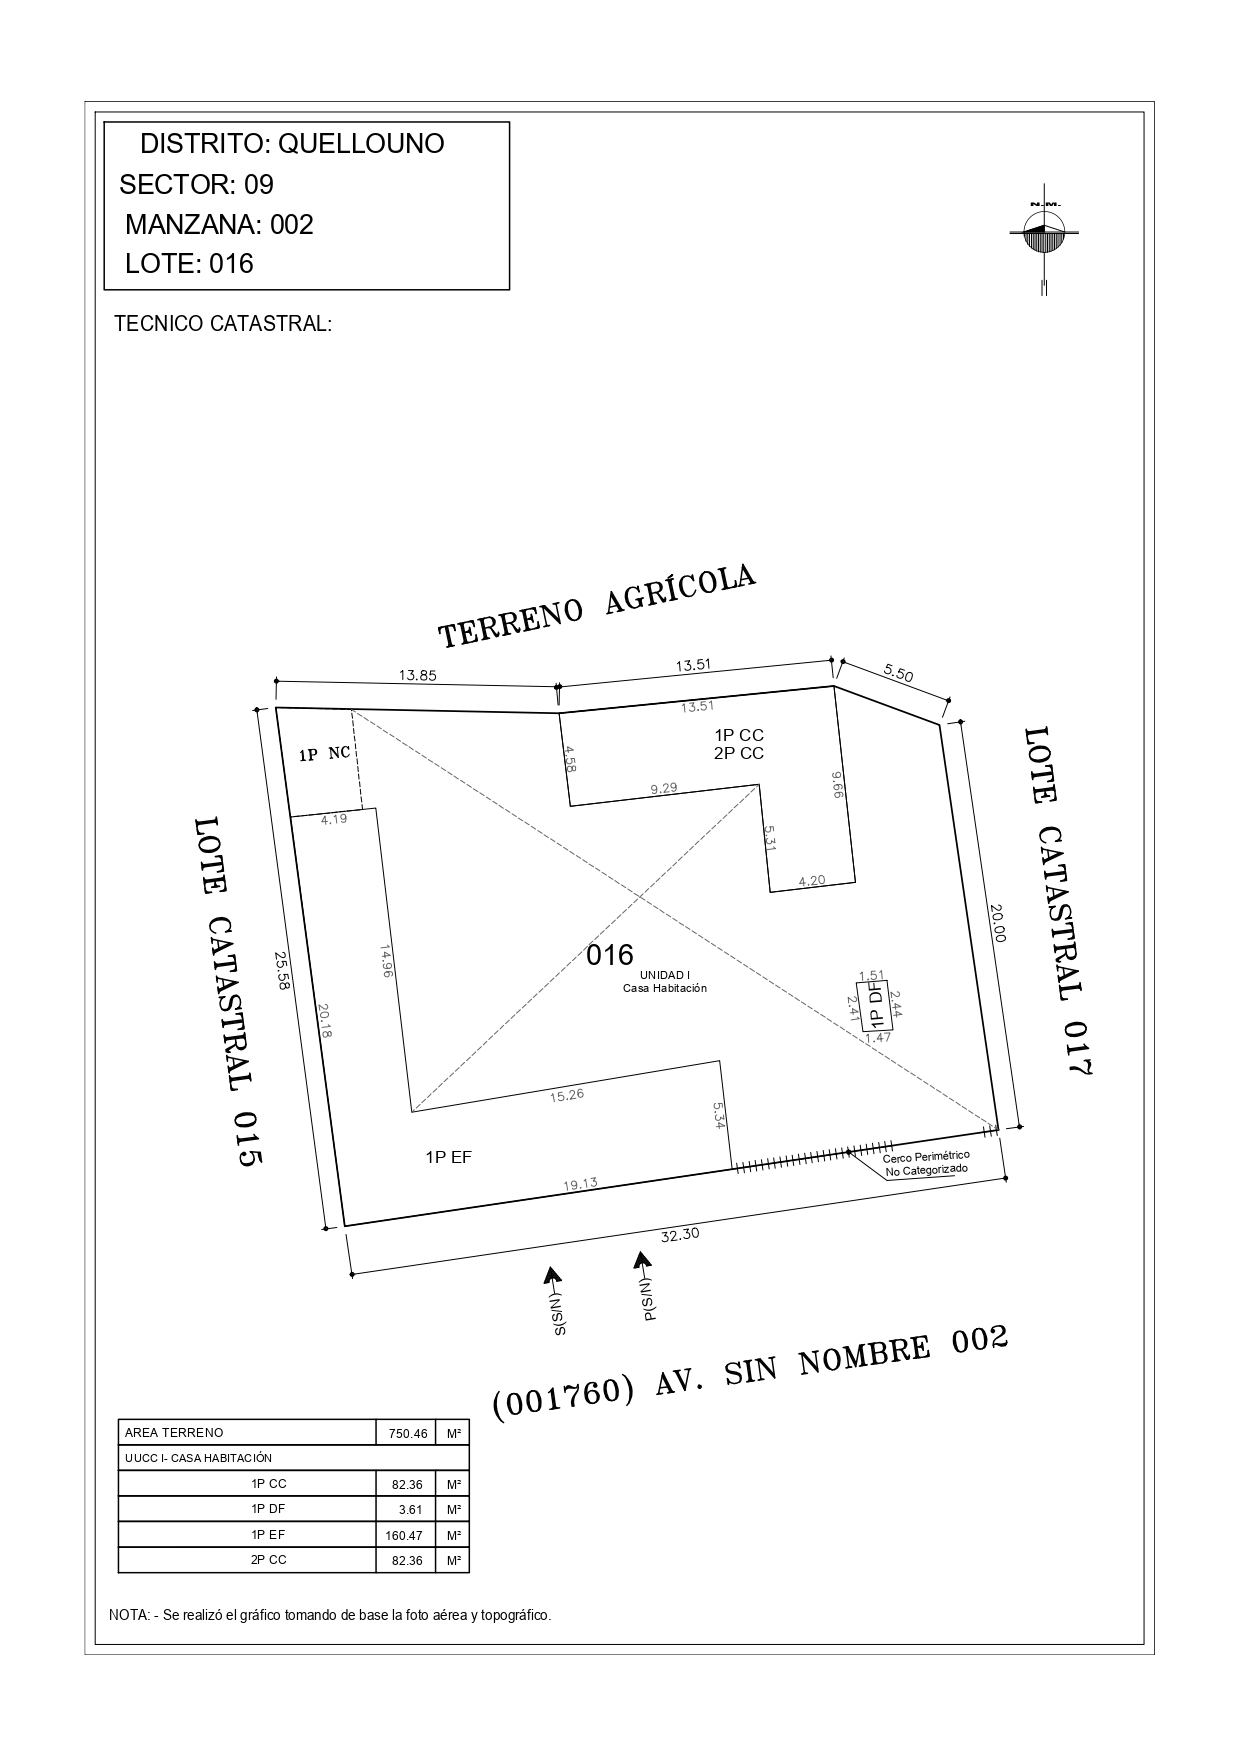 DISTRITO: QUELLOUNO
SECTOR: 09
MANZANA: 002
LOTE: 016
N.M.
TECNICO CATASTRAL:
TERRENO AGRÍCOLA
13.85
13.51
5.50
13.51
1P CC
2P CC
1P NC
4.58
9.29
9.66
4.19
5.31
4.20
LOTE CATASTRAL 015
LOTE CATASTRAL 017
25.58
20.18
14.96
20.00
016
UNIDAD I
Casa Habitación
1.51
2.41
1P DF
2.44
1.47
15.26
5.34
1P EF
19.13
Cerco Perimétrico
No Categorizado
32.30
S(S/N)
P(S/N)
(001760) AV. SIN NOMBRE 002
AREA TERRENO 750.46 M²
UUCC I- CASA HABITACIÓN
1P CC 82.36 M²
1P DF 3.61 M²
1P EF 160.47 M²
2P CC 82.36 M²
NOTA: - Se realizó el gráfico tomando de base la foto aérea y topográfico.